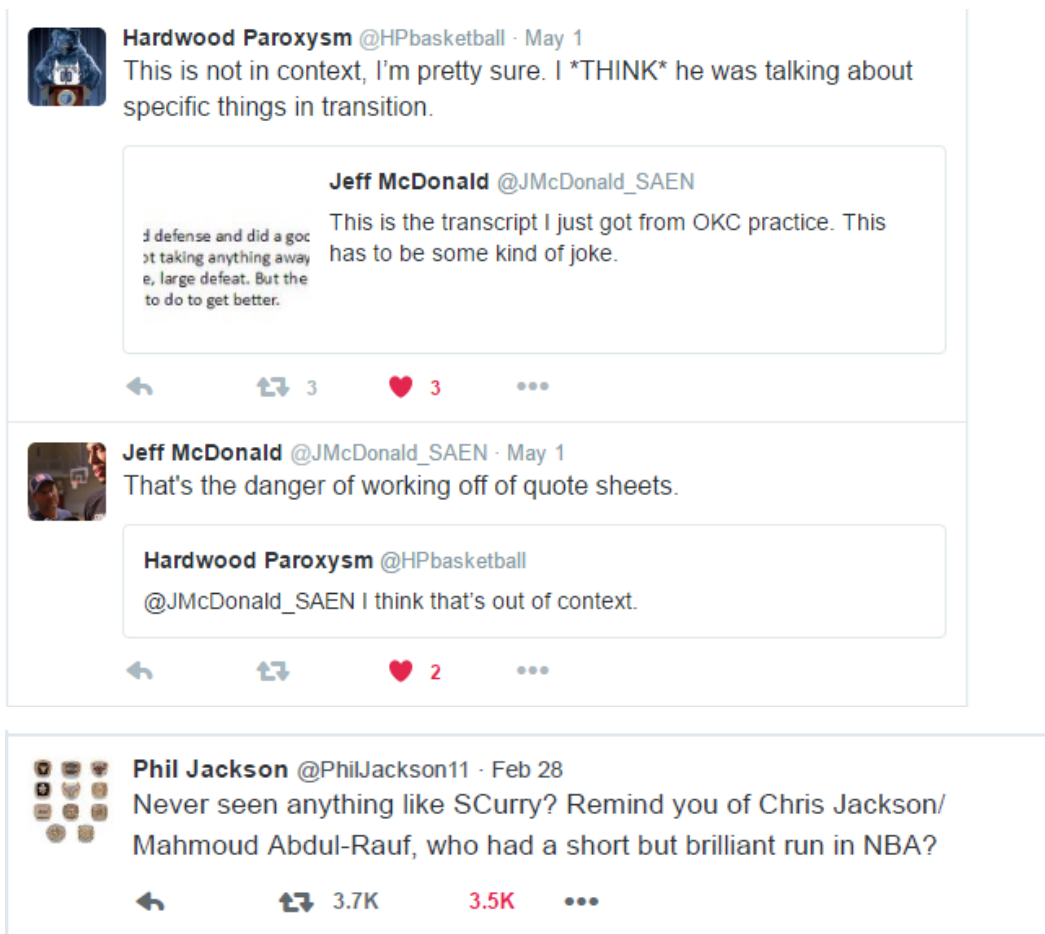 Hardwood Paroxysm @HPbasketball · May 1
This is not in context, I'm pretty sure. I *THINK* he was talking about
specific things in transition.
Jeff McDonald @JMcDonald_SAEN
This is the transcript I just got from OKC practice. This
has to be some kind of joke.
d defense and did a goo
ot taking anything away
e, large defeat. But the
to do to get better.
3 3
Jeff McDonald @JMcDonald_SAEN · May 1
That's the danger of working off of quote sheets.
Hardwood Paroxysm @HPbasketball
@JMcDonald_SAEN I think that's out of context.
2
Phil Jackson @PhilJackson11 · Feb 28
Never seen anything like SCurry? Remind you of Chris Jackson/
Mahmoud Abdul-Rauf, who had a short but brilliant run in NBA?
3.7K 3.5K